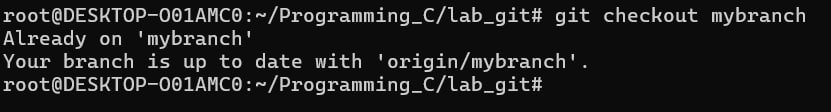 root@DESKTOP-O01AMC0:~/Programming_C/lab_git# git checkout mybranch
Already on 'mybranch'
Your branch is up to date with 'origin/mybranch'.
root@DESKTOP-O01AMC0:~/Programming_C/lab_git#